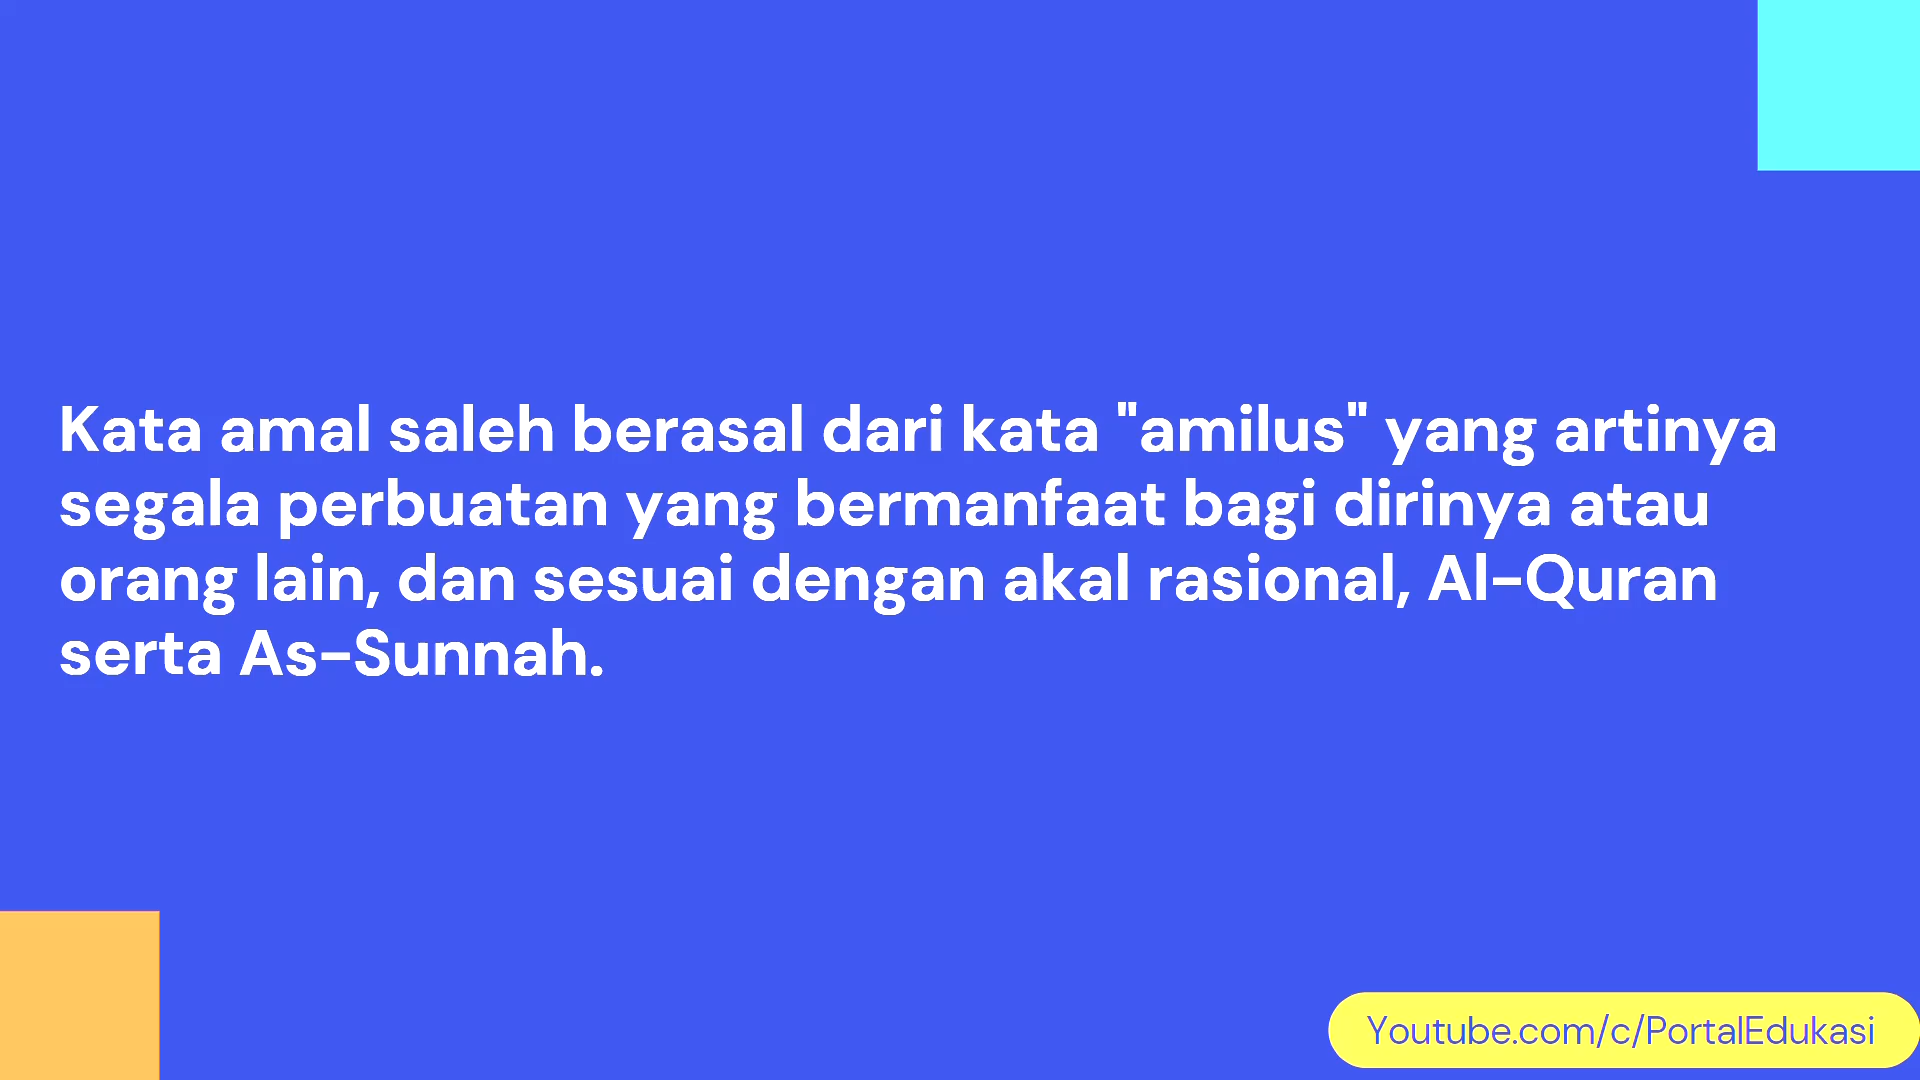 Kata amal saleh berasal dari kata "amilus" yang artinya
segala perbuatan yang bermanfaat bagi dirinya atau
orang lain, dan sesuai dengan akal rasional, Al-Quran
serta As-Sunnah.
Youtube.com/c/PortalEdukasi